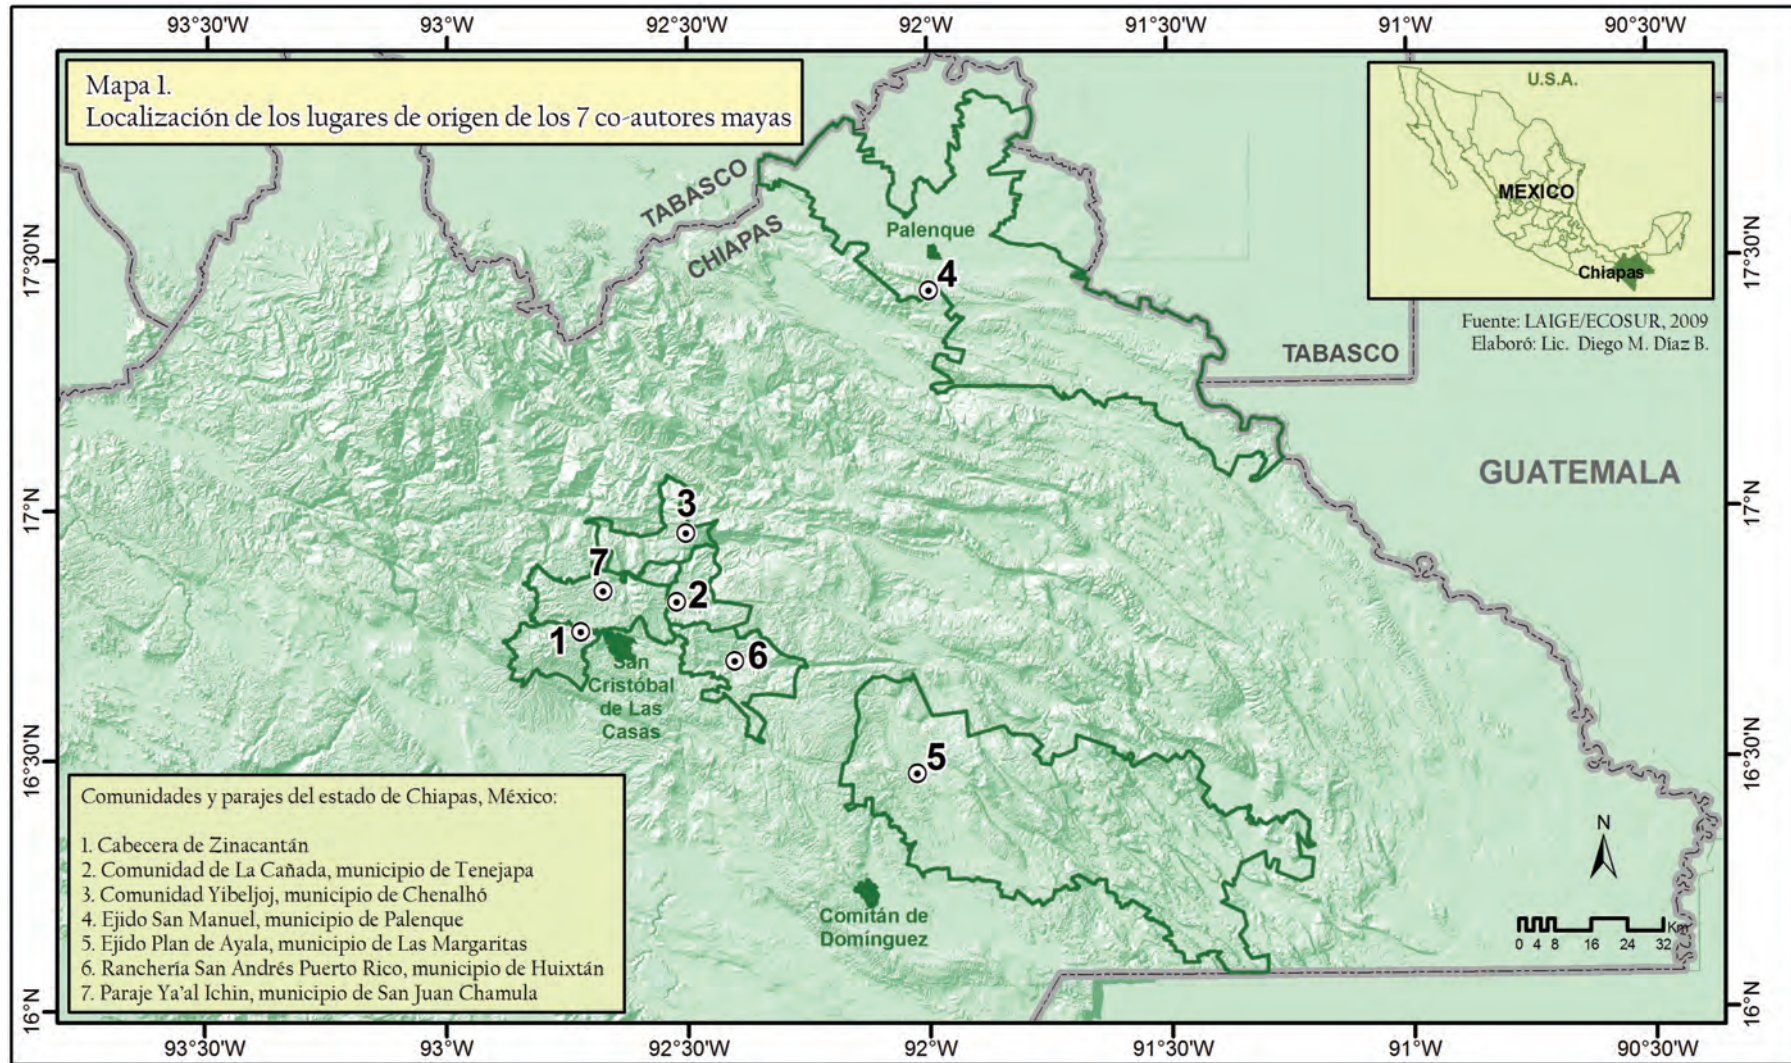 93°30'W 93°W 92°30'W 92°W 91°30'W 91°W 90°30'W
Mapa 1.
Localización de los lugares de origen de los 7 co-autores mayas
U.S.A.
MEXICO
Chiapas
Fuente: LAIGE/ECOSUR, 2009
Elaboró: Lic. Diego M. Díaz B.
TABASCO
CHIAPAS
Palenque
17°30'N
17°30'N
4
TABASCO
GUATEMALA
17°N
17°N
3
7
2
1
6
San
Cristóbal
de Las
Casas
16°30'N
16°30'N
5
Comunidades y parajes del estado de Chiapas, México:
1. Cabecera de Zinacantán
2. Comunidad de La Cañada, municipio de Tenejapa
3. Comunidad Yibeljoj, municipio de Chenalhó
4. Ejido San Manuel, municipio de Palenque
5. Ejido Plan de Ayala, municipio de Las Margaritas
6. Ranchería San Andrés Puerto Rico, municipio de Huixtán
7. Paraje Ya'al Ichin, municipio de San Juan Chamula
Comitán de
Domínguez
N
Km
0 4 8 16 24 32
16°N
16°N
93°30'W 93°W 92°30'W 92°W 91°30'W 91°W 90°30'W